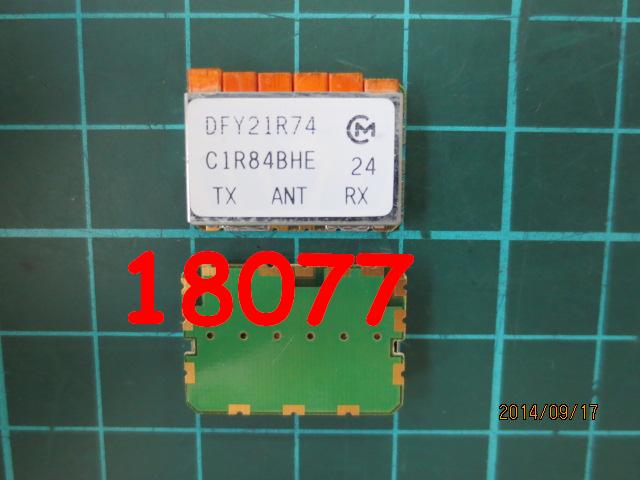 DFY21R74
C1R84BHE 24
TX ANT RX
18077
2014/09/17